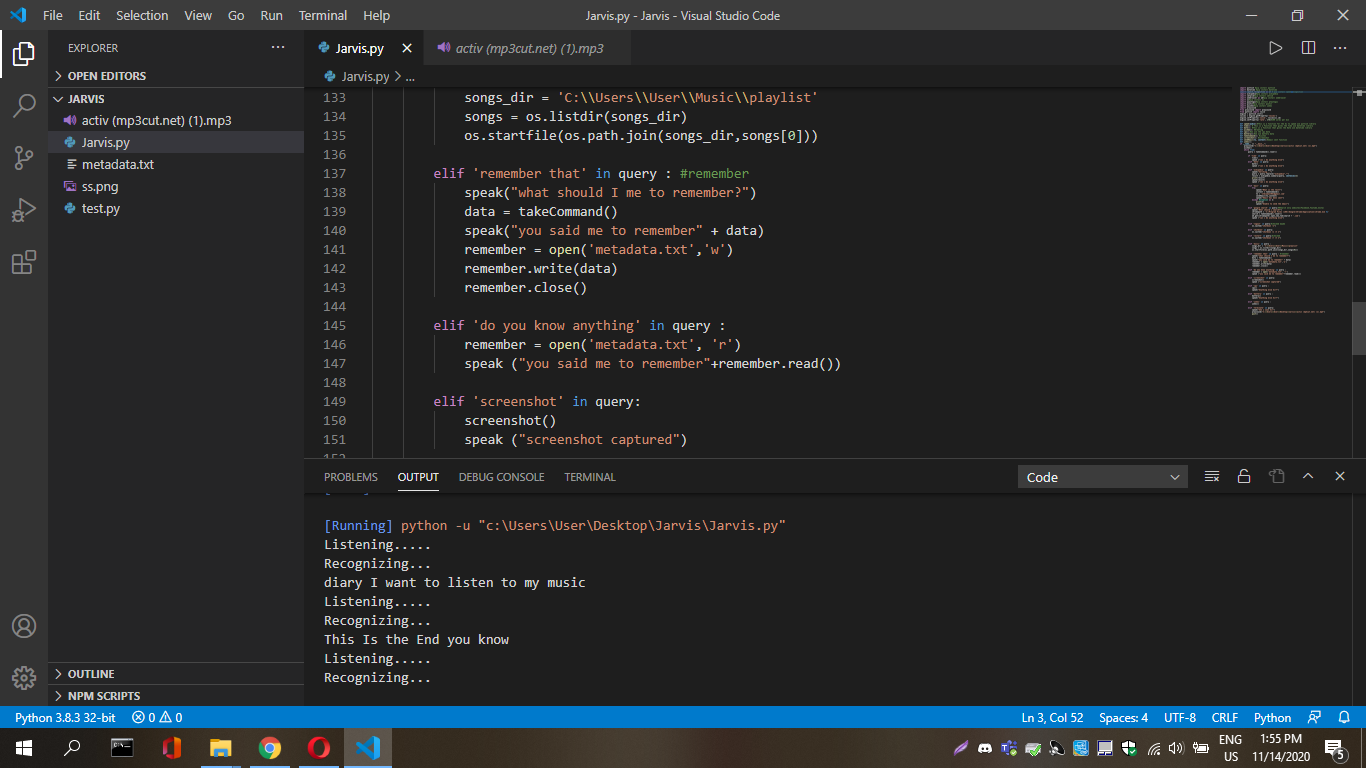 File Edit Selection View Go Run Terminal Help
Jarvis.py - Jarvis - Visual Studio Code
EXPLORER
OPEN EDITORS
JARVIS
activ (mp3cut.net) (1).mp3
Jarvis.py
metadata.txt
ss.png
test.py
OUTLINE
NPM SCRIPTS
Jarvis.py
activ (mp3cut.net) (1).mp3
Jarvis.py > ...
133 songs_dir = 'C:\\Users\\User\\Music\\playlist'
134 songs = os.listdir(songs_dir)
135 os.startfile(os.path.join(songs_dir,songs[0]))
136
137 elif 'remember that' in query : #remember
138 speak("what should I me to remember?")
139 data = takeCommand()
140 speak("you said me to remember" + data)
141 remember = open('metadata.txt','w')
142 remember.write(data)
143 remember.close()
144
145 elif 'do you know anything' in query :
146 remember = open('metadata.txt', 'r')
147 speak ("you said me to remember"+remember.read())
148
149 elif 'screenshot' in query:
150 screenshot()
151 speak ("screenshot captured")
PROBLEMS OUTPUT DEBUG CONSOLE TERMINAL
Code
[Running] python -u "c:\Users\User\Desktop\Jarvis\Jarvis.py"
Listening.....
Recognizing...
diary I want to listen to my music
Listening.....
Recognizing...
This Is the End you know
Listening.....
Recognizing...
Python 3.8.3 32-bit 0 0
Ln 3, Col 52 Spaces: 4 UTF-8 CRLF Python
ENG
US
1:55 PM
11/14/2020
5